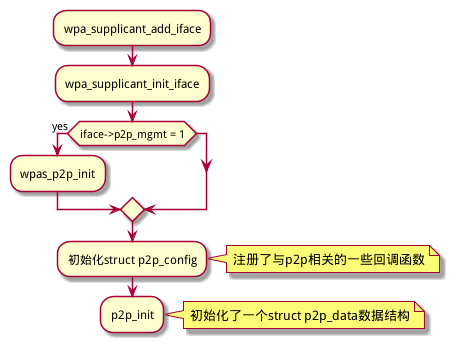 wpa_supplicant_add_iface
wpa_supplicant_init_iface
yes
iface->p2p_mgmt = 1
wpas_p2p_init
初始化struct p2p_config
注册了与p2p相关的一些回调函数
p2p_init
初始化了一个struct p2p_data数据结构